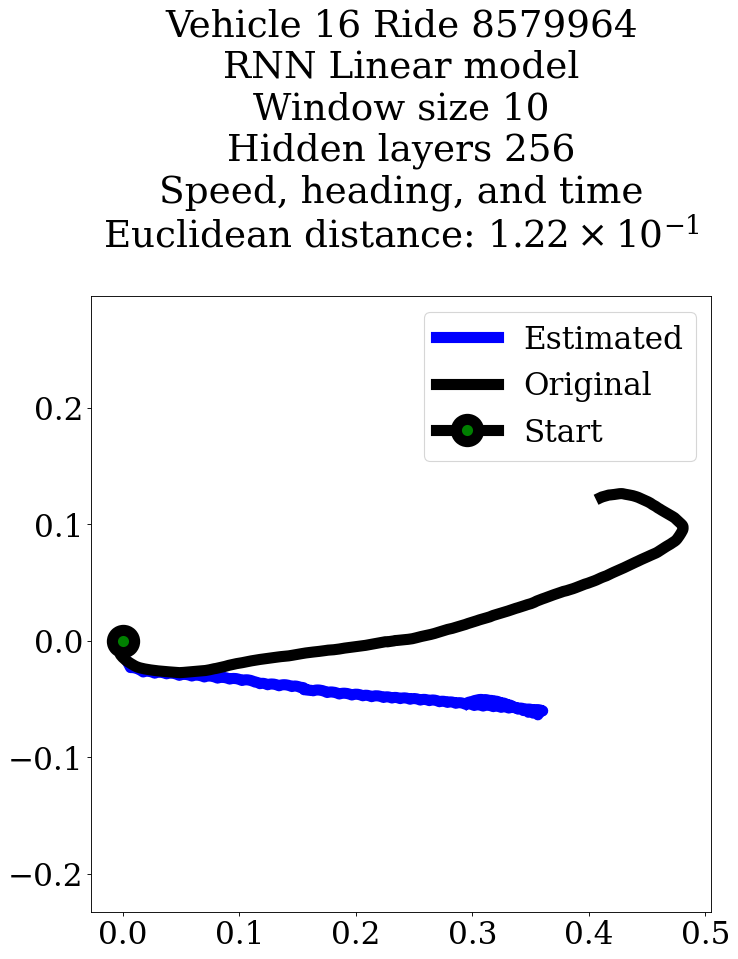 Vehicle 16 Ride 8579964
RNN Linear model
Window size 10
Hidden layers 256
Speed, heading, and time
Euclidean distance: 1.22 × 10⁻¹
Estimated
Original
Start
0.2
0.1
0.0
−0.1
−0.2
0.0 0.1 0.2 0.3 0.4 0.5